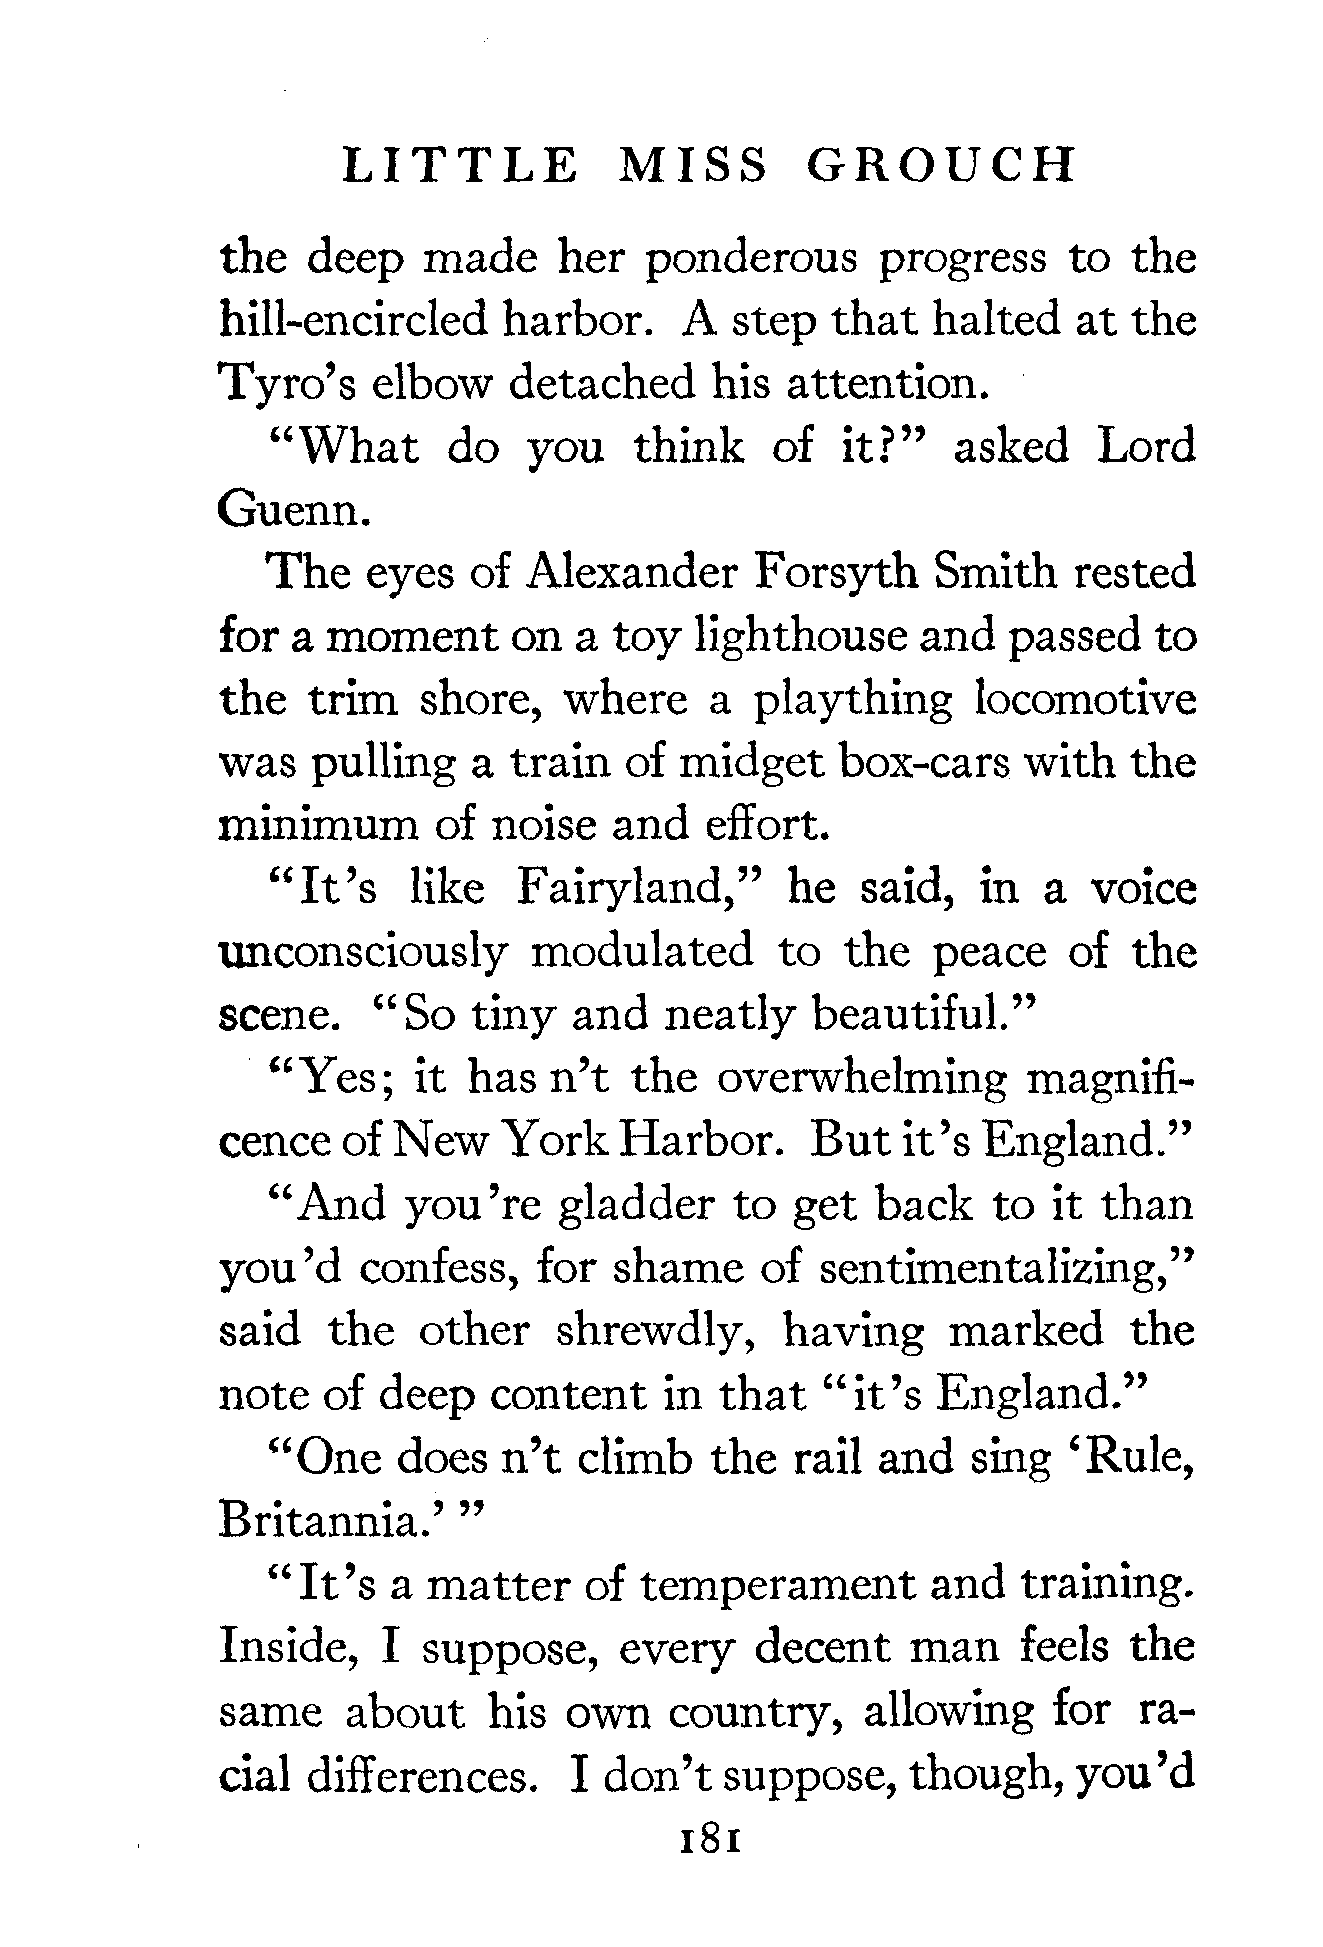 LITTLE MISS GROUCH
the deep made her ponderous progress to the
hill-encircled harbor. A step that halted at the
Tyro’s elbow detached his attention.
“What do you think of it?” asked Lord
Guenn.
The eyes of Alexander Forsyth Smith rested
for a moment on a toy lighthouse and passed to
the trim shore, where a plaything locomotive
was pulling a train of midget box-cars with the
minimum of noise and effort.
“It’s like Fairyland,” he said, in a voice
unconsciously modulated to the peace of the
scene. “So tiny and neatly beautiful.”
“Yes; it has n’t the overwhelming magnifi-
cence of New York Harbor. But it’s England.”
“And you’re gladder to get back to it than
you’d confess, for shame of sentimentalizing,”
said the other shrewdly, having marked the
note of deep content in that “it’s England.”
“One does n’t climb the rail and sing ‘Rule,
Britannia.’ ”
“It’s a matter of temperament and training.
Inside, I suppose, every decent man feels the
same about his own country, allowing for ra-
cial differences. I don’t suppose, though, you’d
181